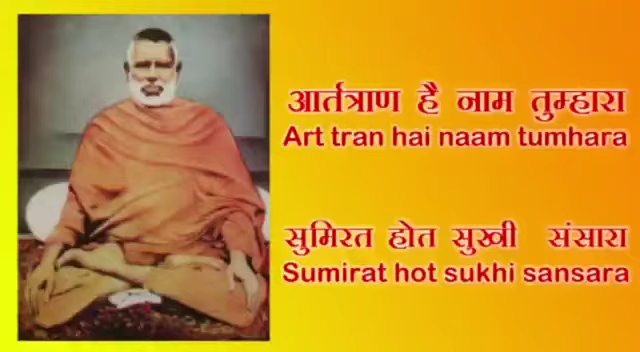 आर्तत्राण है नाम तुम्हारा
Art tran hai naam tumhara
सुमिरत होत सुखी संसारा
Sumirat hot sukhi sansara